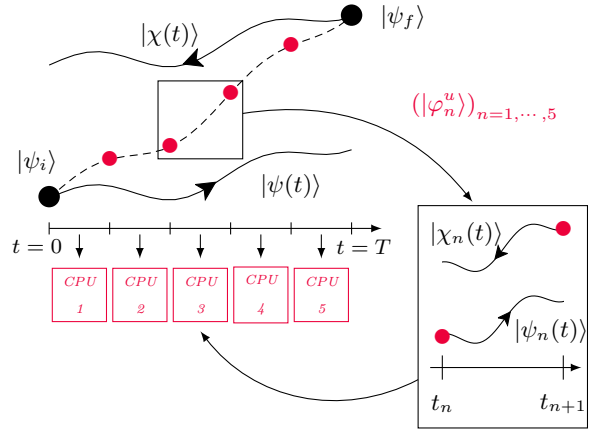 |ψ_f⟩
|χ(t)⟩
(|φ_n^u⟩)_{n=1,⋯,5}
|ψ_i⟩
|ψ(t)⟩
t = 0
t = T
CPU 1
CPU 2
CPU 3
CPU 4
CPU 5
|χ_n(t)⟩
|ψ_n(t)⟩
t_n
t_{n+1}